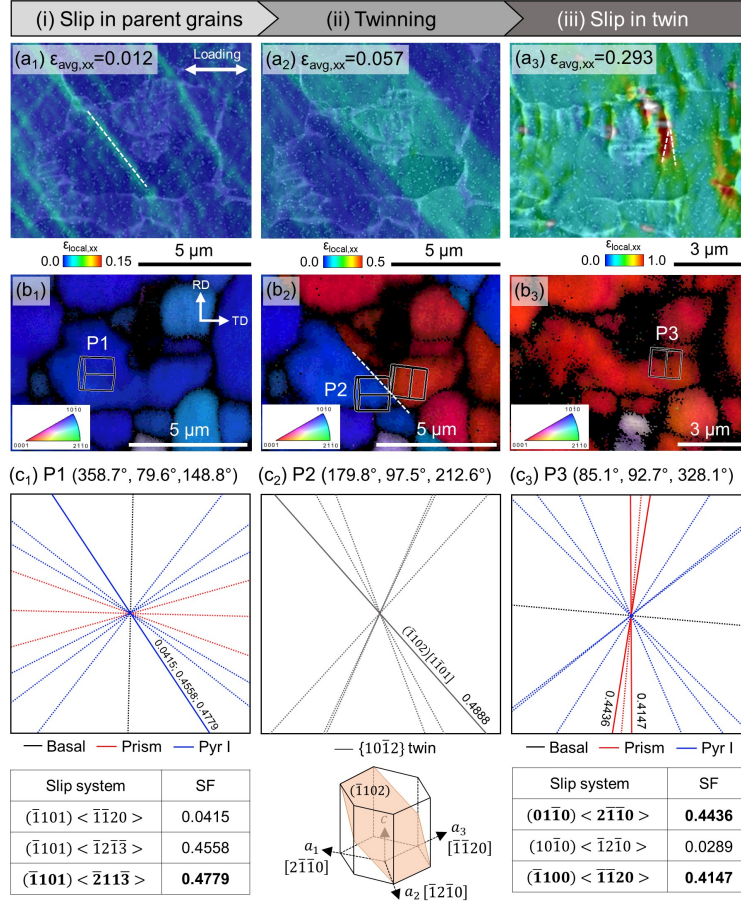 (i) Slip in parent grains (ii) Twinning (iii) Slip in twin
(a₁) ε_avg,xx=0.012 (a₂) ε_avg,xx=0.057 (a₃) ε_avg,xx=0.293
Loading
ε_local,xx ε_local,xx ε_local,xx
0.0 0.15 5 μm 0.0 0.5 5 μm 0.0 1.0 3 μm
(b₁) (b₂) (b₃)
RD
TD
P1 P2 P3
1010 1010 1010
0001 2110 0001 2110 0001 2110
5 μm 5 μm 3 μm
(c₁) P1 (358.7°, 79.6°,148.8°) (c₂) P2 (179.8°, 97.5°, 212.6°) (c₃) P3 (85.1°, 92.7°, 328.1°)
0.0415; 0.4558; 0.4779
(1̄102)[11̄01]
0.4888
0.4436
0.4147
Basal Prism Pyr I {101̄2} twin Basal Prism Pyr I
Slip system SF
(1̄101) < 1̄1̄20 > 0.0415
(1̄101) < 1̄21̄3̄ > 0.4558
(1̄101) < 2̄113̄ > 0.4779
(1̄102)
c
a₁
[21̄1̄0]
a₃
[1̄1̄20]
a₂ [1̄21̄0]
Slip system SF
(011̄0) < 21̄1̄0 > 0.4436
(101̄0) < 1̄21̄0 > 0.0289
(1̄100) < 1̄1̄20 > 0.4147